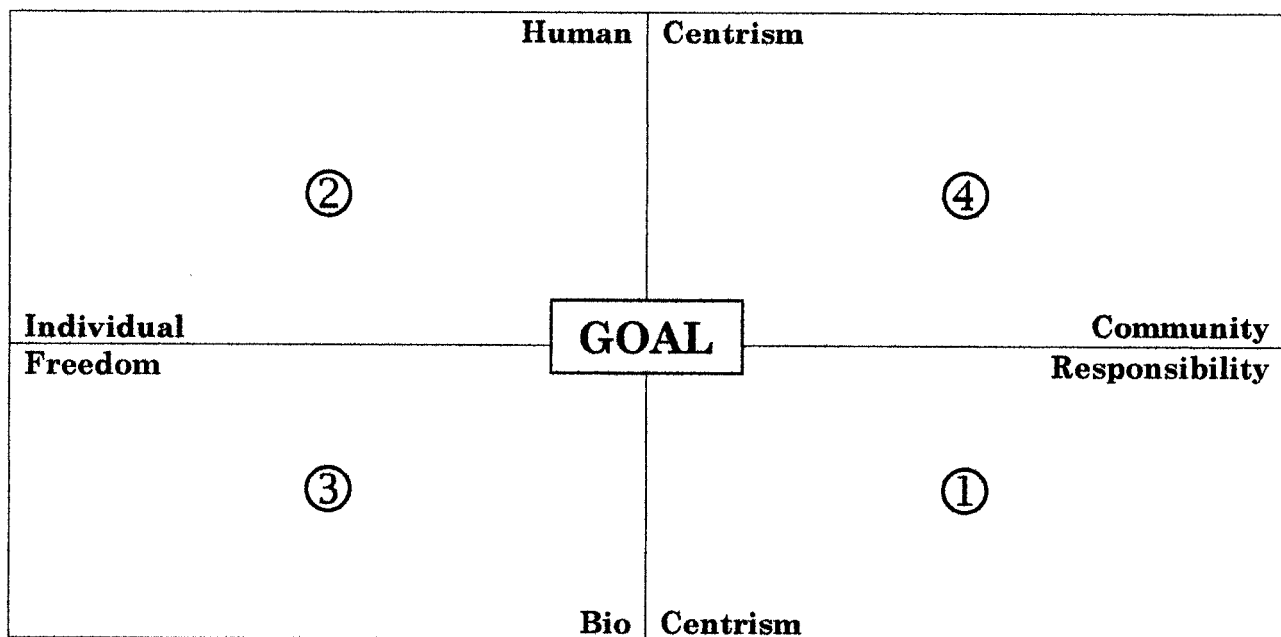 Human Centrism
② ④
Individual Community
GOAL
Freedom Responsibility
③ ①
Bio Centrism